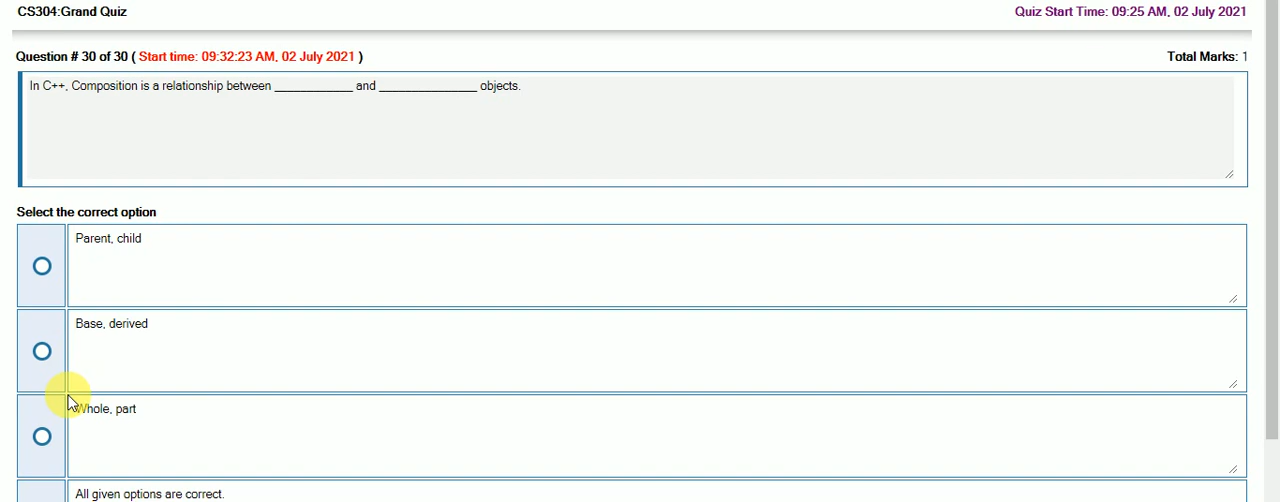 CS304:Grand Quiz
Quiz Start Time: 09:25 AM, 02 July 2021
Question # 30 of 30 ( Start time: 09:32:23 AM, 02 July 2021 )
Total Marks: 1
In C++, Composition is a relationship between ____________ and _______________ objects.
Select the correct option
Parent, child
Base, derived
Whole, part
All given options are correct.